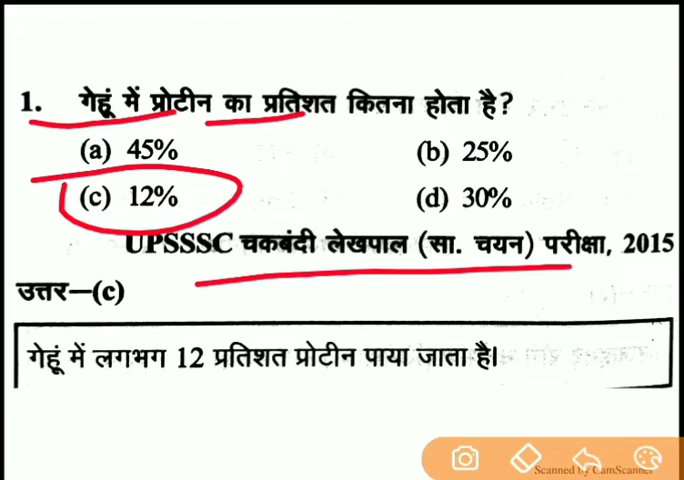 1. गेहूं में प्रोटीन का प्रतिशत कितना होता है?
(a) 45% (b) 25%
(c) 12% (d) 30%
UPSSSC चकबंदी लेखपाल (सा. चयन) परीक्षा, 2015
उत्तर—(c)
गेहूं में लगभग 12 प्रतिशत प्रोटीन पाया जाता है।
Scanned by CamScanner